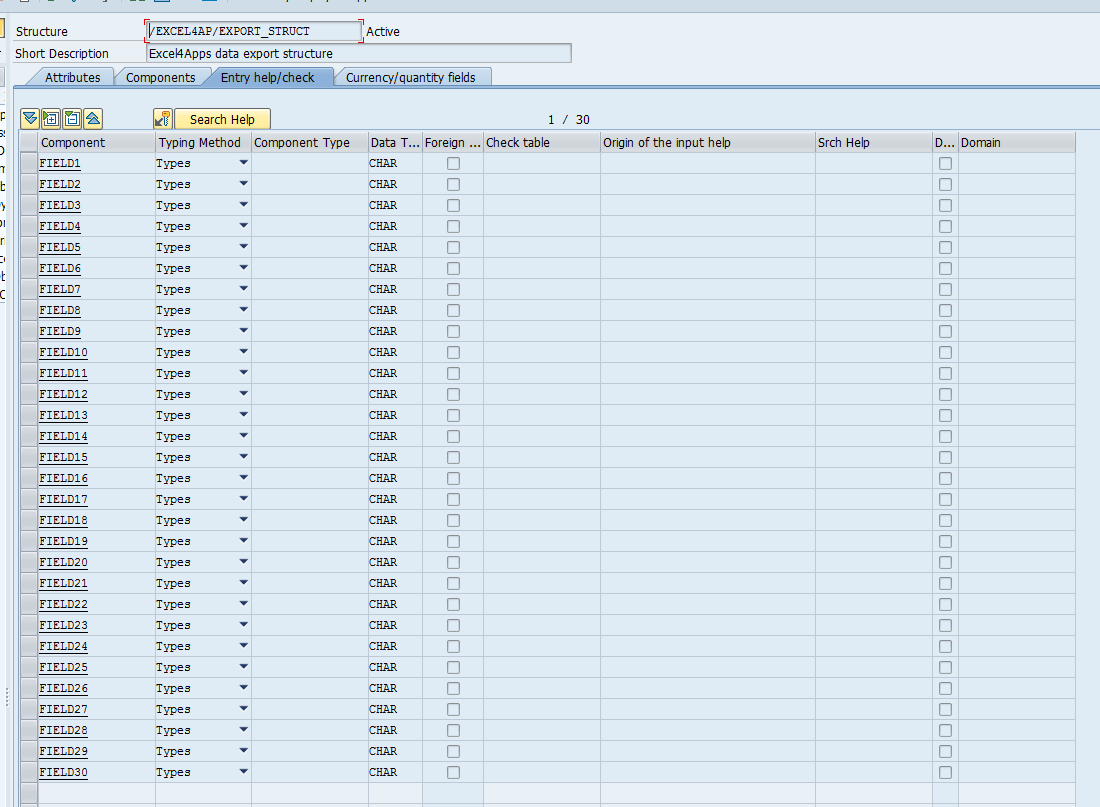 Structure /EXCEL4AP/EXPORT_STRUCT Active
Short Description Excel4Apps data export structure
Attributes Components Entry help/check Currency/quantity fields
Search Help 1 / 30
Component Typing Method Component Type Data T... Foreign ... Check table Origin of the input help Srch Help D... Domain
FIELD1 Types CHAR
FIELD2 Types CHAR
FIELD3 Types CHAR
FIELD4 Types CHAR
FIELD5 Types CHAR
FIELD6 Types CHAR
FIELD7 Types CHAR
FIELD8 Types CHAR
FIELD9 Types CHAR
FIELD10 Types CHAR
FIELD11 Types CHAR
FIELD12 Types CHAR
FIELD13 Types CHAR
FIELD14 Types CHAR
FIELD15 Types CHAR
FIELD16 Types CHAR
FIELD17 Types CHAR
FIELD18 Types CHAR
FIELD19 Types CHAR
FIELD20 Types CHAR
FIELD21 Types CHAR
FIELD22 Types CHAR
FIELD23 Types CHAR
FIELD24 Types CHAR
FIELD25 Types CHAR
FIELD26 Types CHAR
FIELD27 Types CHAR
FIELD28 Types CHAR
FIELD29 Types CHAR
FIELD30 Types CHAR